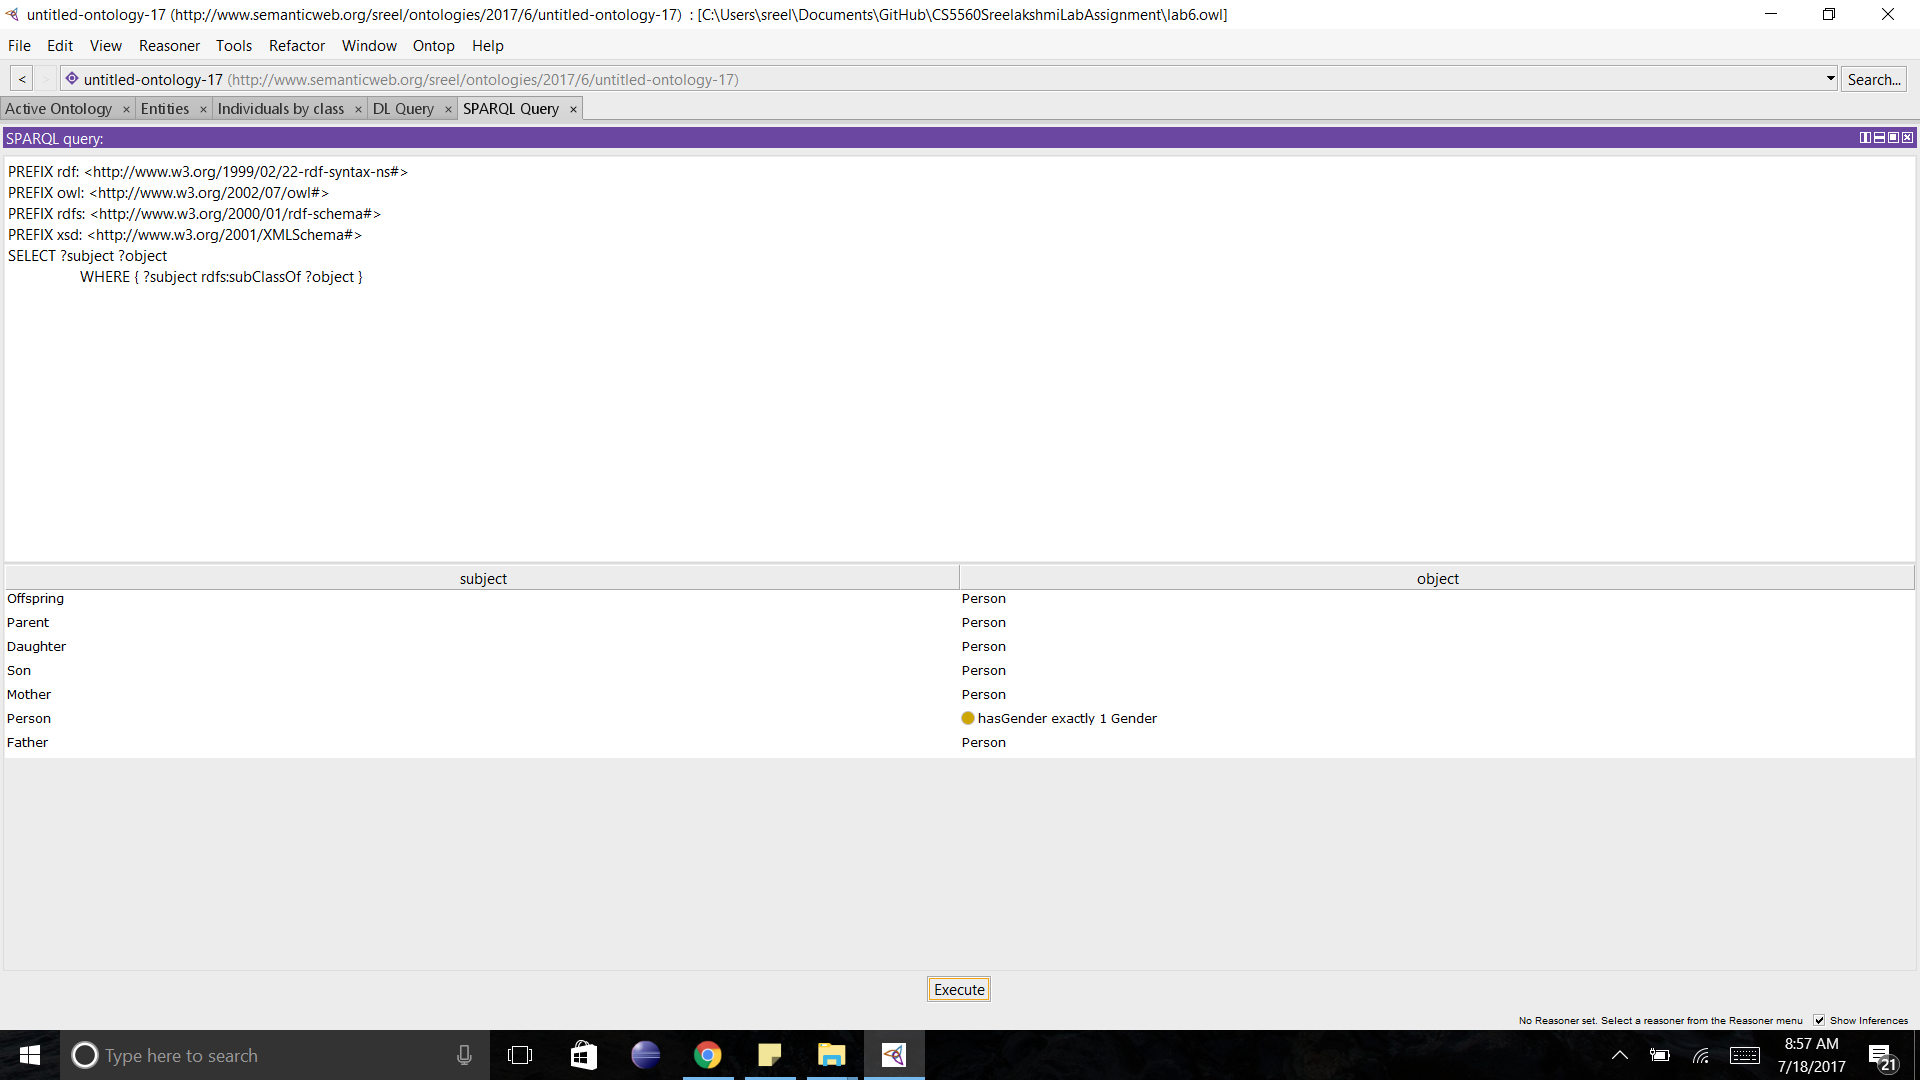 untitled-ontology-17 (http://www.semanticweb.org/sreel/ontologies/2017/6/untitled-ontology-17) : [C:\Users\sreel\Documents\GitHub\CS5560SreelakshmiLabAssignment\lab6.owl]
File Edit View Reasoner Tools Refactor Window Ontop Help
< > untitled-ontology-17 (http://www.semanticweb.org/sreel/ontologies/2017/6/untitled-ontology-17) Search...
Active Ontology × Entities × Individuals by class × DL Query × SPARQL Query ×
SPARQL query:
PREFIX rdf: <http://www.w3.org/1999/02/22-rdf-syntax-ns#>
PREFIX owl: <http://www.w3.org/2002/07/owl#>
PREFIX rdfs: <http://www.w3.org/2000/01/rdf-schema#>
PREFIX xsd: <http://www.w3.org/2001/XMLSchema#>
SELECT ?subject ?object
WHERE { ?subject rdfs:subClassOf ?object }
subject object
Offspring Person
Parent Person
Daughter Person
Son Person
Mother Person
Person hasGender exactly 1 Gender
Father Person
Execute
No Reasoner set. Select a reasoner from the Reasoner menu Show Inferences
Type here to search
8:57 AM
7/18/2017
21